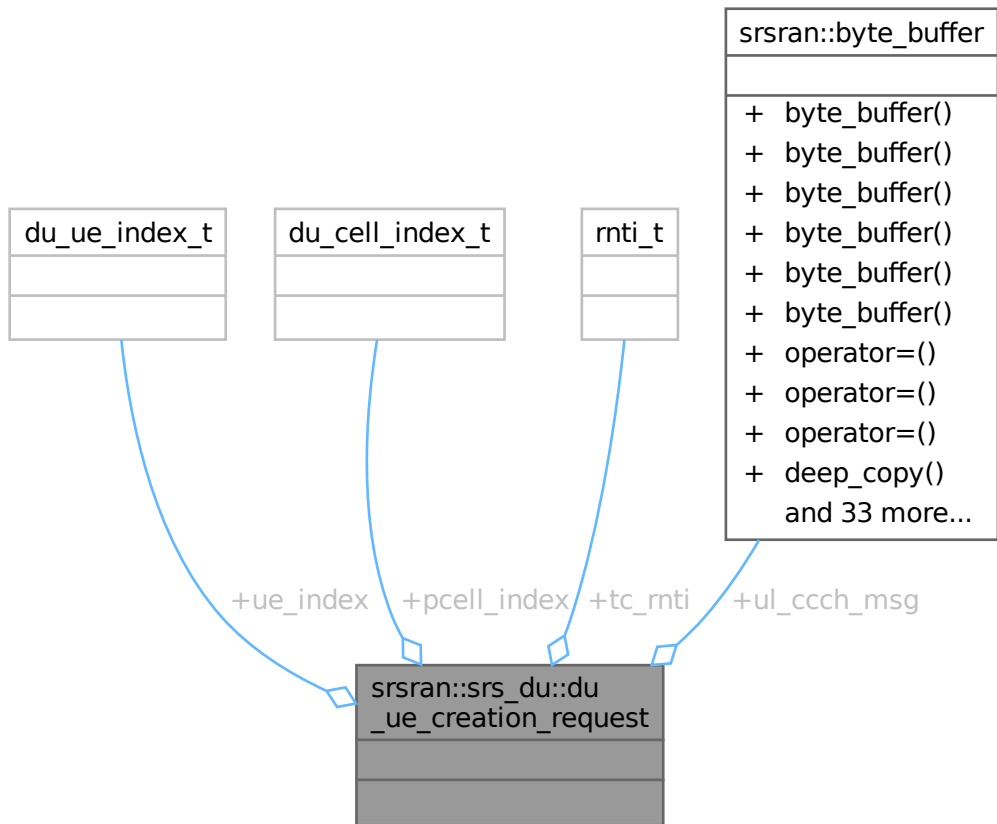 srsran::byte_buffer
+ byte_buffer()
+ byte_buffer()
+ byte_buffer()
+ byte_buffer()
+ byte_buffer()
+ byte_buffer()
+ operator=()
+ operator=()
+ operator=()
+ deep_copy()
and 33 more...
du_ue_index_t
du_cell_index_t
rnti_t
+ue_index
+pcell_index
+tc_rnti
+ul_ccch_msg
srsran::srs_du::du
_ue_creation_request